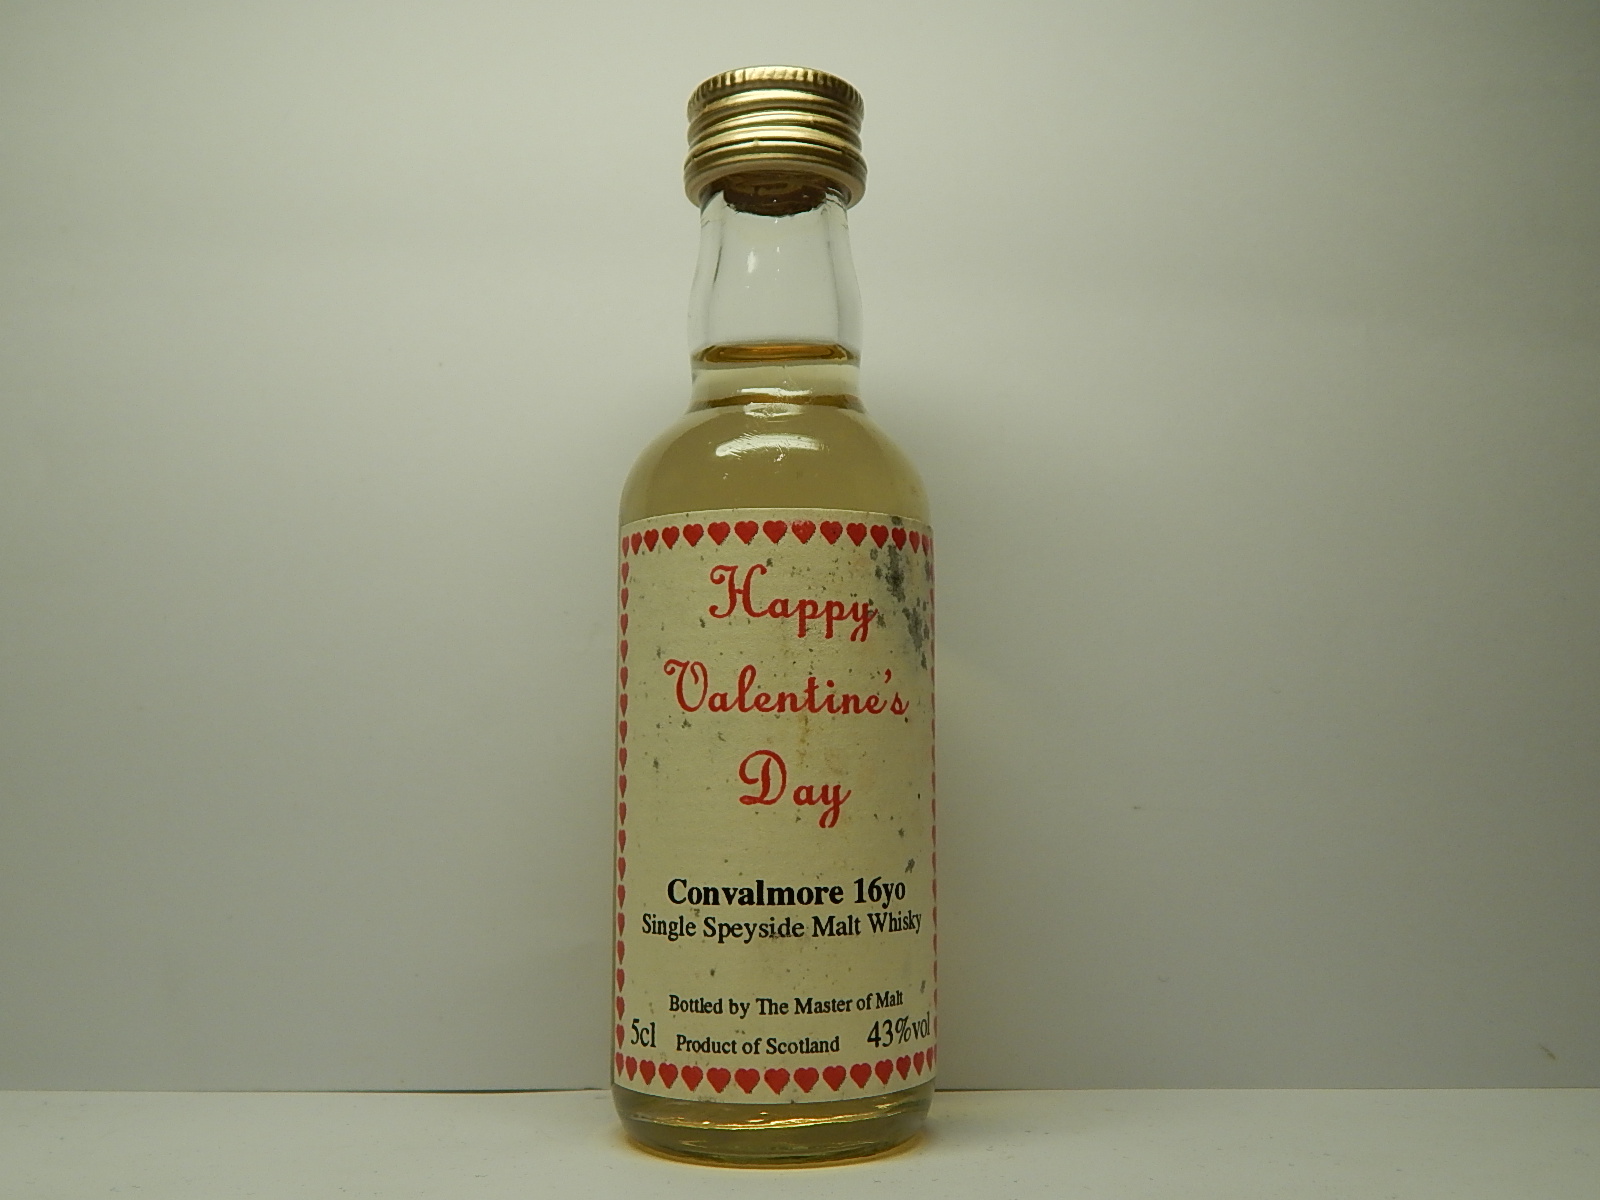 Happy
Valentine's
Day
Convalmore 16yo
Single Speyside Malt Whisky
Bottled by The Master of Malt
5cl Product of Scotland 43%vol